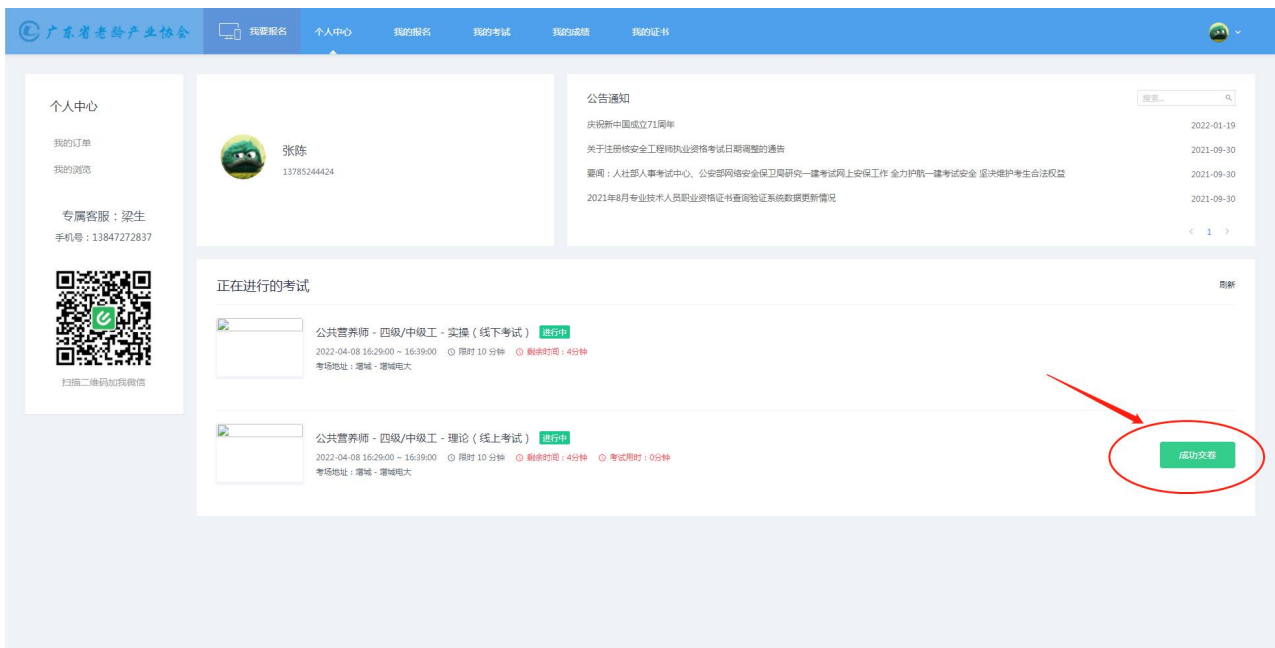 广东省老龄产业协会
我要报名
个人中心
我的报名
我的考试
我的成绩
我的证书
个人中心
我的订单
我的浏览
专属客服：梁生
手机号：13847272837
扫描二维码加我微信
张陈
13785244424
公告通知
搜索...
庆祝新中国成立71周年 2022-01-19
关于注册核安全工程师执业资格考试日期调整的通告 2021-09-30
要闻：人社部人事考试中心、公安部网络安全保卫局研究一建考试网上安保工作 全力护航一建考试安全 坚决维护考生合法权益 2021-09-30
2021年8月专业技术人员职业资格证书查询验证系统数据更新情况 2021-09-30
< 1 >
正在进行的考试 刷新
公共营养师 - 四级/中级工 - 实操（线下考试） 进行中
2022-04-08 16:29:00 ~ 16:39:00 限时 10 分钟 剩余时间：4分钟
考场地址：增城 - 增城电大
公共营养师 - 四级/中级工 - 理论（线上考试） 进行中
2022-04-08 16:29:00 ~ 16:39:00 限时 10 分钟 剩余时间：4分钟 考试用时：0分钟
考场地址：增城 - 增城电大
成功交卷